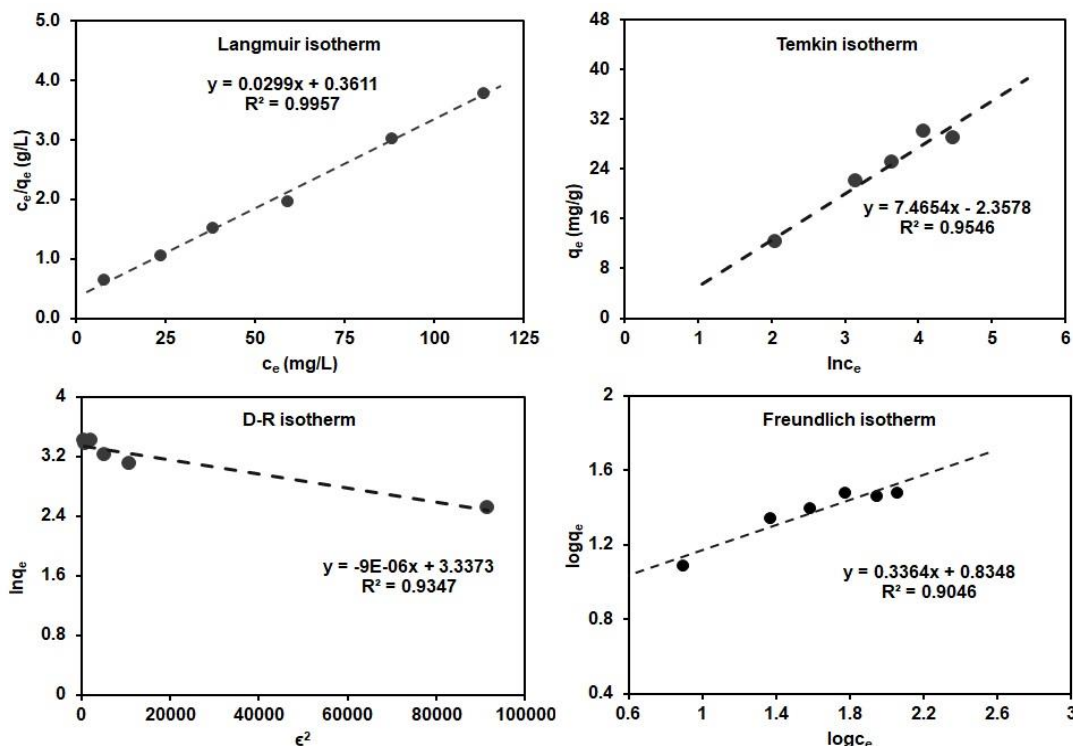 Langmuir isotherm
y = 0.0299x + 0.3611
R² = 0.9957
5.0
4.0
3.0
2.0
1.0
0.0
0 25 50 75 100 125
cₑ/qₑ (g/L)
cₑ (mg/L)
Temkin isotherm
y = 7.4654x - 2.3578
R² = 0.9546
48
40
32
24
16
8
0
0 1 2 3 4 5 6
qₑ (mg/g)
lncₑ
D-R isotherm
y = -9E-06x + 3.3373
R² = 0.9347
4
3.2
2.4
1.6
0.8
0
0 20000 40000 60000 80000 100000
lnqₑ
ϵ²
Freundlich isotherm
y = 0.3364x + 0.8348
R² = 0.9046
2
1.6
1.2
0.8
0.4
0.6 1 1.4 1.8 2.2 2.6 3
logqₑ
logcₑ